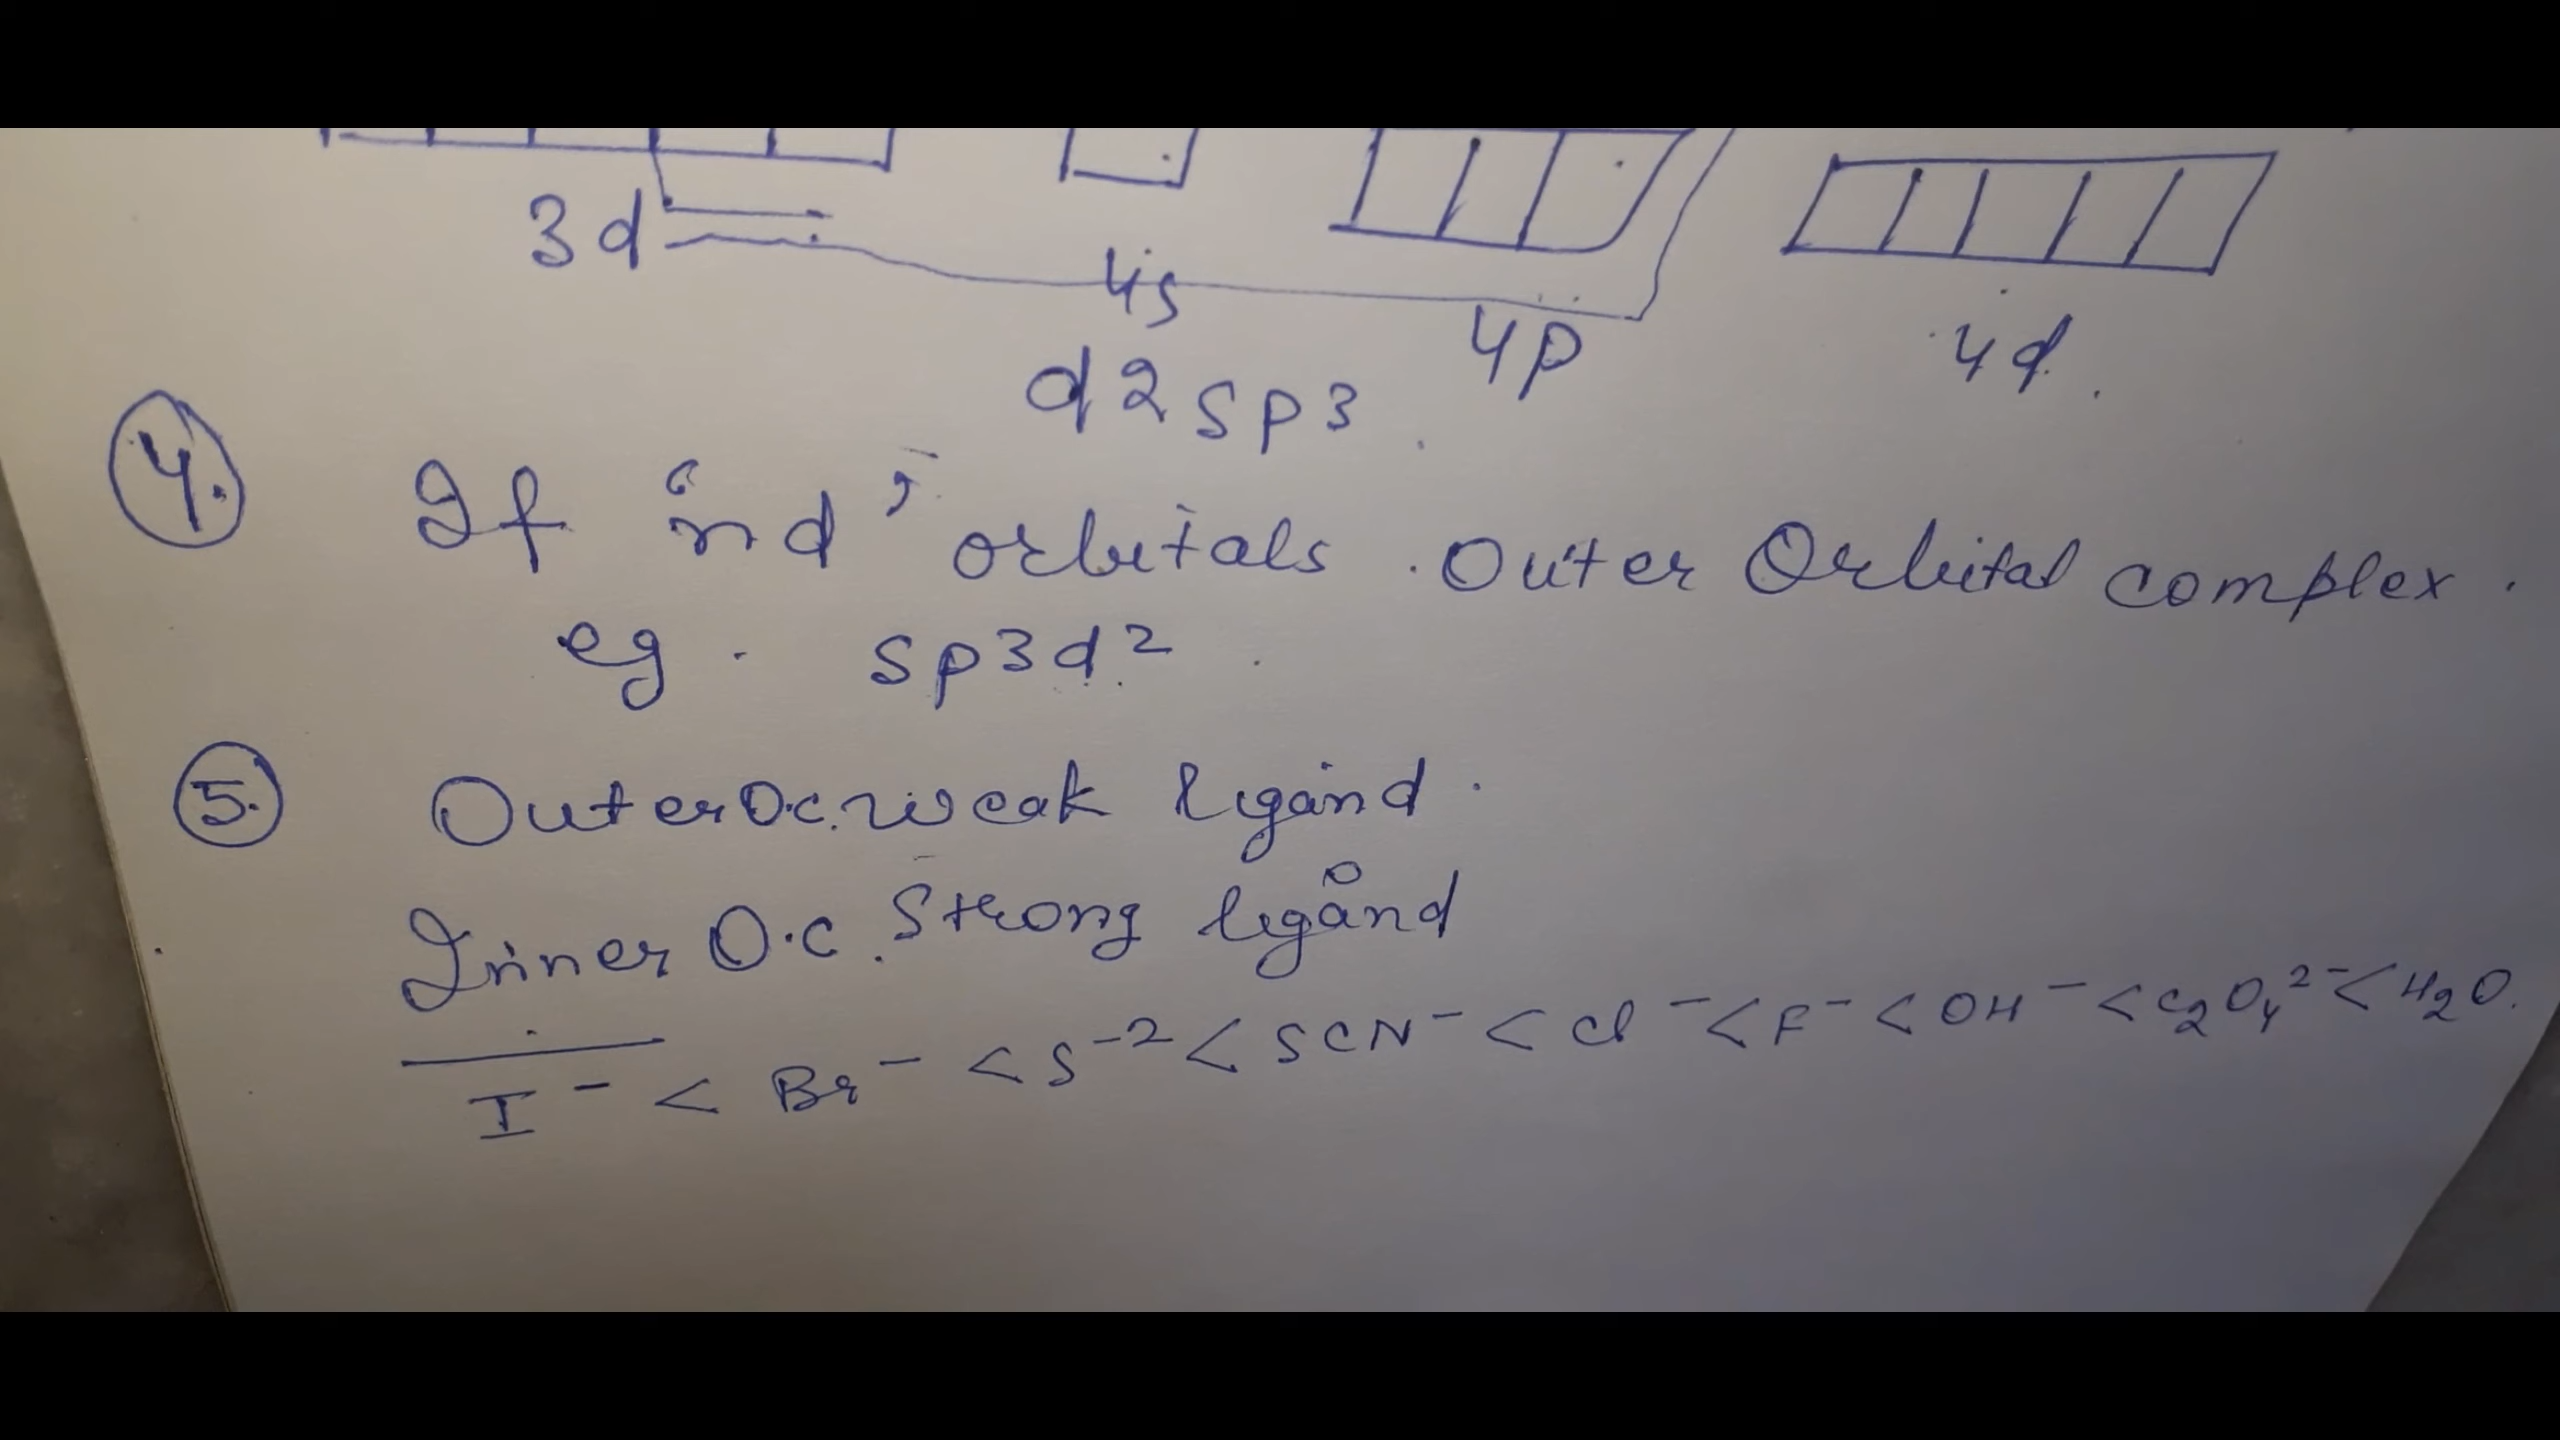 3d
4s
4p
4d.
d2sp3.
4. If 'nd' orbitals. Outer Orbital complex.
eg. sp3d².
5. Outer O.c. weak ligand.
Inner O.c. Strong ligand
I⁻ < Br⁻ < S⁻² < SCN⁻ < Cl⁻ < F⁻ < OH⁻ < C₂O₄²⁻ < H₂O.